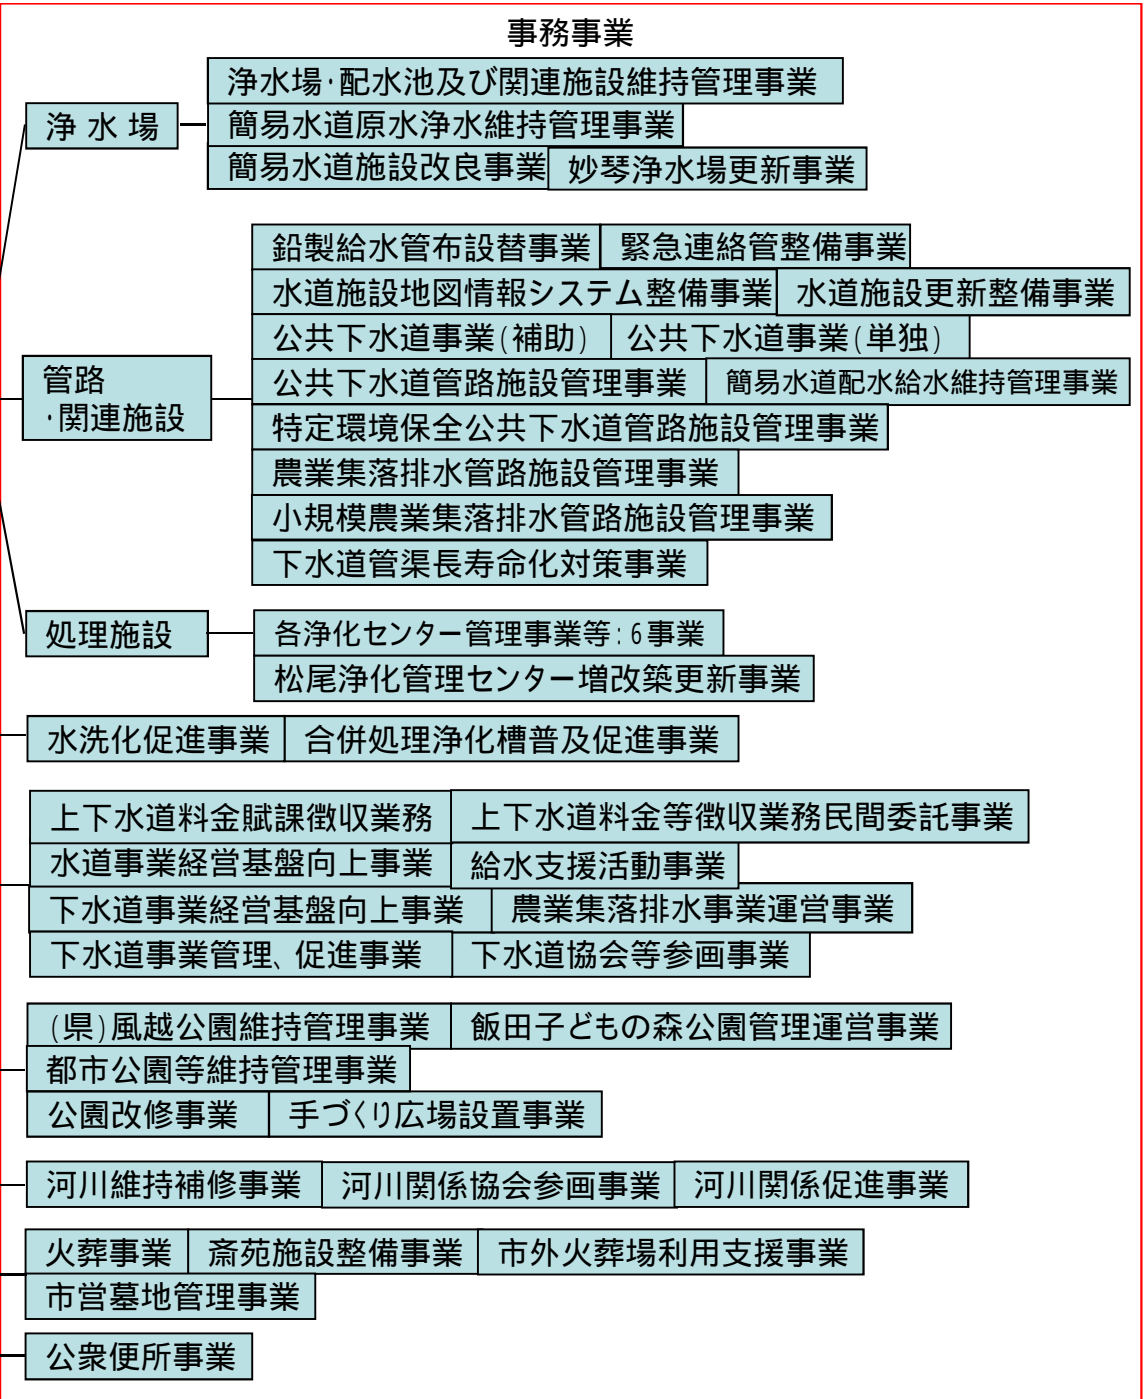 事務事業
浄水場
浄水場・配水池及び関連施設維持管理事業
簡易水道原水浄水維持管理事業
簡易水道施設改良事業 妙琴浄水場更新事業
管路
・関連施設
鉛製給水管布設替事業 緊急連絡管整備事業
水道施設地図情報システム整備事業 水道施設更新整備事業
公共下水道事業(補助) 公共下水道事業(単独)
公共下水道管路施設管理事業 簡易水道配水給水維持管理事業
特定環境保全公共下水道管路施設管理事業
農業集落排水管路施設管理事業
小規模農業集落排水管路施設管理事業
下水道管渠長寿命化対策事業
処理施設
各浄化センター管理事業等:6事業
松尾浄化管理センター増改築更新事業
水洗化促進事業 合併処理浄化槽普及促進事業
上下水道料金賦課徴収業務 上下水道料金等徴収業務民間委託事業
水道事業経営基盤向上事業 給水支援活動事業
下水道事業経営基盤向上事業 農業集落排水事業運営事業
下水道事業管理、促進事業 下水道協会等参画事業
(県)風越公園維持管理事業 飯田子どもの森公園管理運営事業
都市公園等維持管理事業
公園改修事業 手づくり広場設置事業
河川維持補修事業 河川関係協会参画事業 河川関係促進事業
火葬事業 斎苑施設整備事業 市外火葬場利用支援事業
市営墓地管理事業
公衆便所事業